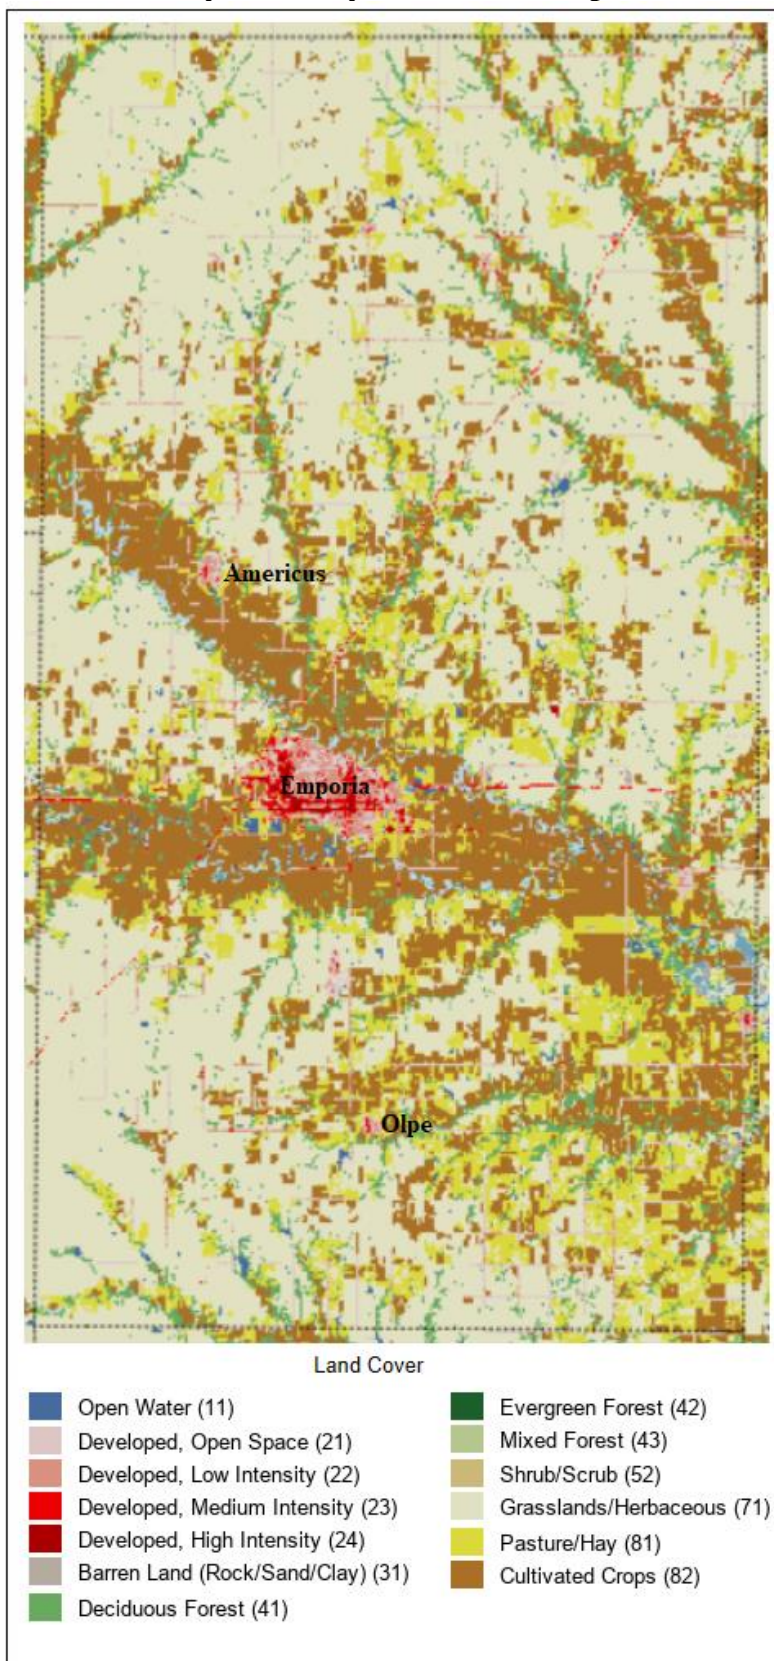 Americus
Emporia
Olpe
Land Cover
Open Water (11)
Developed, Open Space (21)
Developed, Low Intensity (22)
Developed, Medium Intensity (23)
Developed, High Intensity (24)
Barren Land (Rock/Sand/Clay) (31)
Deciduous Forest (41)
Evergreen Forest (42)
Mixed Forest (43)
Shrub/Scrub (52)
Grasslands/Herbaceous (71)
Pasture/Hay (81)
Cultivated Crops (82)